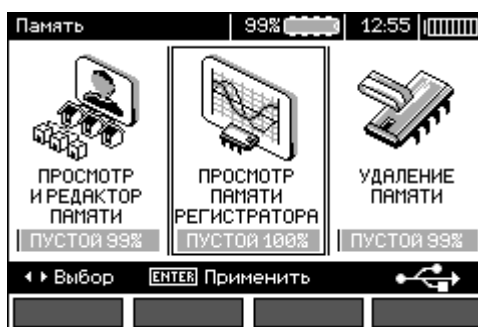 Память 99% 12:55
ПРОСМОТР И РЕДАКТОР ПАМЯТИ
ПУСТОЙ 99%
ПРОСМОТР ПАМЯТИ РЕГИСТРАТОРА
ПУСТОЙ 100%
УДАЛЕНИЕ ПАМЯТИ
ПУСТОЙ 99%
Выбор ENTER Применить